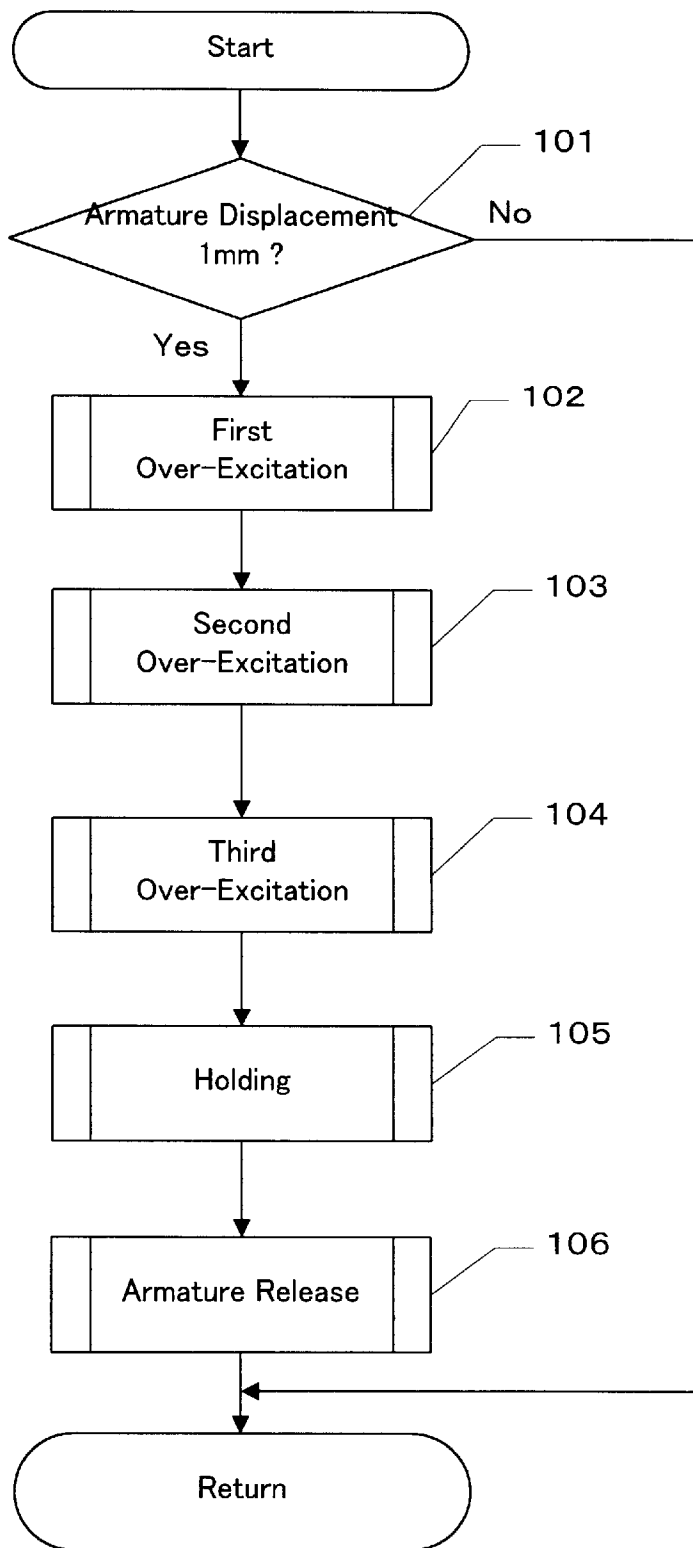 Start
101
Armature Displacement
1mm ?
No
Yes
102
First
Over-Excitation
103
Second
Over-Excitation
104
Third
Over-Excitation
105
Holding
106
Armature Release
Return